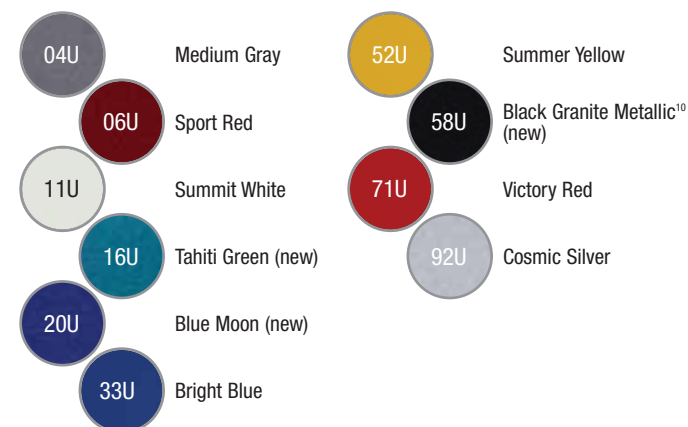 04U Medium Gray
06U Sport Red
11U Summit White
16U Tahiti Green (new)
20U Blue Moon (new)
33U Bright Blue
52U Summer Yellow
58U Black Granite Metallic¹⁰
(new)
71U Victory Red
92U Cosmic Silver